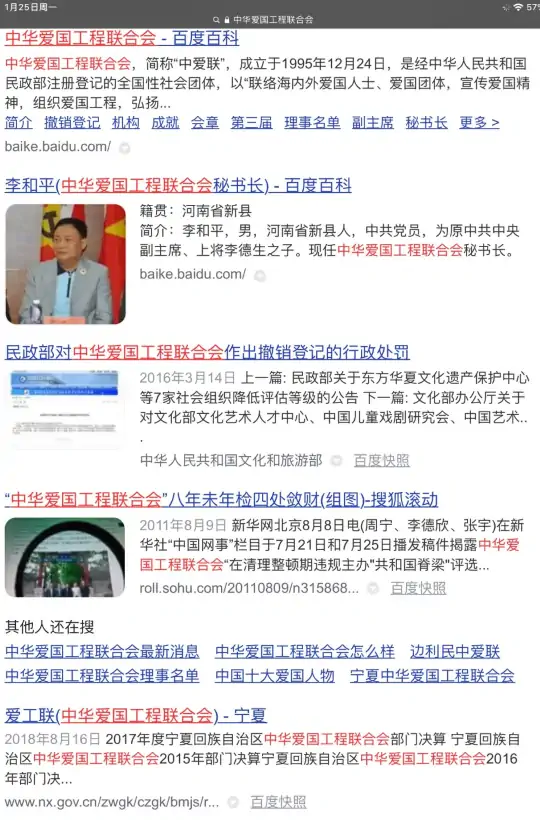 1月25日周一
57%
中华爱国工程联合会
中华爱国工程联合会 - 百度百科
中华爱国工程联合会，简称“中爱联”，成立于1995年12月24日，是经中华人民共和国
民政部注册登记的全国性社会团体，以“联络海内外爱国人士、爱国团体，宣传爱国精
神，组织爱国工程，弘扬...
简介 撤销登记 机构 成就 会章 第三届 理事名单 副主席 秘书长 更多 >
baike.baidu.com/
李和平(中华爱国工程联合会秘书长) - 百度百科
籍贯：河南省新县
简介：李和平，男，河南省新县人，中共党员，为原中共中央
副主席、上将李德生之子。现任中华爱国工程联合会秘书长。
baike.baidu.com/
民政部对中华爱国工程联合会作出撤销登记的行政处罚
2016年3月14日 上一篇: 民政部关于东方华夏文化遗产保护中心
等7家社会组织降低评估等级的公告 下一篇: 文化部办公厅关于
对文化部文化艺术人才中心、中国儿童戏剧研究会、中国艺术..
.
中华人民共和国文化和旅游部 百度快照
“中华爱国工程联合会”八年未年检四处敛财(组图)-搜狐滚动
2011年8月9日 新华网北京8月8日电(周宁、李德欣、张宇)在新
华社“中国网事”栏目于7月21日和7月25日播发稿件揭露中华爱
国工程联合会“在清理整顿期违规主办"共和国脊梁"评选...
roll.sohu.com/20110809/n315868... 百度快照
其他人还在搜
中华爱国工程联合会最新消息 中华爱国工程联合会怎么样 边利民中爱联
中华爱国工程联合会理事名单 中国十大爱国人物 宁夏中华爱国工程联合会
爱工联(中华爱国工程联合会) - 宁夏
2018年8月16日 2017年度宁夏回族自治区中华爱国工程联合会部门决算 宁夏回族自
治区中华爱国工程联合会2015年部门决算宁夏回族自治区中华爱国工程联合会2016
年部门决...
www.nx.gov.cn/zwgk/czgk/bmjs/r... 百度快照